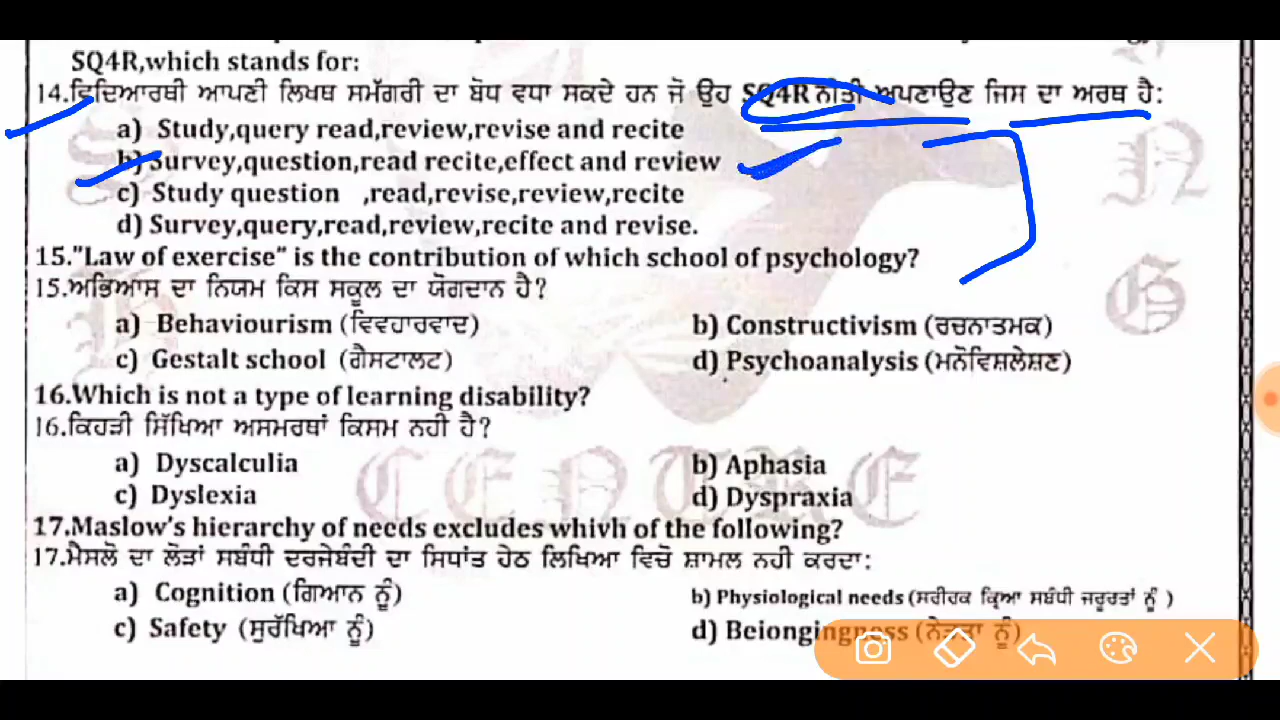 SQ4R,which stands for:
14.ਵਿਦਿਆਰਥੀ ਆਪਣੀ ਲਿਖਥ ਸਮੱਗਰੀ ਦਾ ਬੋਧ ਵਧਾ ਸਕਦੇ ਹਨ ਜੋ ਉਹ SQ4R ਨੀਤੀ ਅਪਣਾਉਣ ਜਿਸ ਦਾ ਅਰਥ ਹੈ:
a) Study,query read,review,revise and recite
b) Survey,question,read recite,effect and review
c) Study question ,read,revise,review,recite
d) Survey,query,read,review,recite and revise.
15."Law of exercise" is the contribution of which school of psychology?
15.ਅਭਿਆਸ ਦਾ ਨਿਯਮ ਕਿਸ ਸਕੂਲ ਦਾ ਯੋਗਦਾਨ ਹੈ?
a) Behaviourism (ਵਿਵਹਾਰਵਾਦ) b) Constructivism (ਰਚਨਾਤਮਕ)
c) Gestalt school (ਗੈਸਟਾਲਟ) d) Psychoanalysis (ਮਨੋਵਿਸ਼ਲੇਸ਼ਣ)
16.Which is not a type of learning disability?
16.ਕਿਹੜੀ ਸਿੱਖਿਆ ਅਸਮਰਥਾਂ ਕਿਸਮ ਨਹੀ ਹੈ?
a) Dyscalculia b) Aphasia
c) Dyslexia d) Dyspraxia
17.Maslow's hierarchy of needs excludes whivh of the following?
17.ਮੈਸਲੋ ਦਾ ਲੋੜਾਂ ਸਬੰਧੀ ਦਰਜੇਬੰਦੀ ਦਾ ਸਿਧਾਂਤ ਹੇਠ ਲਿਖਿਆ ਵਿਚੋ ਸ਼ਾਮਲ ਨਹੀ ਕਰਦਾ:
a) Cognition (ਗਿਆਨ ਨੂੰ) b) Physiological needs (ਸਰੀਰਕ ਕ੍ਰਿਆ ਸਬੰਧੀ ਜਰੂਰਤਾਂ ਨੂੰ )
c) Safety (ਸੁਰੱਖਿਆ ਨੂੰ) d) Beiongingness
CENTRE